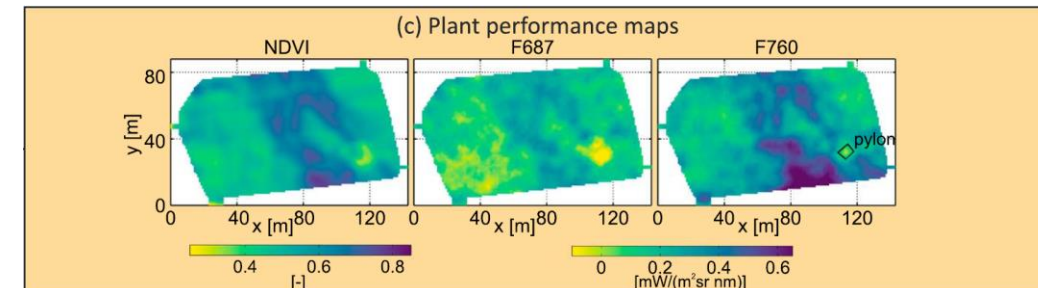 (c) Plant performance maps
NDVI F687 F760
80
40
0
y [m]
pylon
0 40 80 120 0 40 80 120 0 40 80 120
x [m] x [m] x [m]
0.4 0.6 0.8 0 0.2 0.4 0.6
[-] [mW/(m²sr nm)]